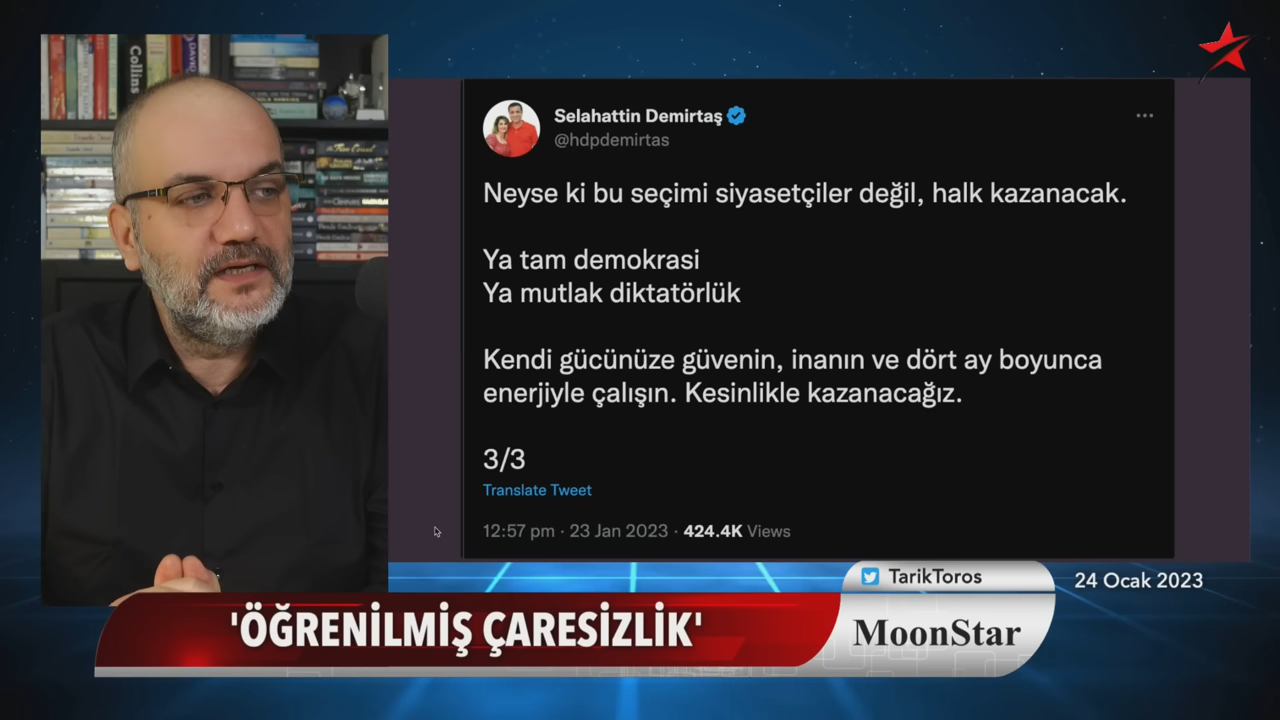 Collins
Selahattin Demirtaş
@hdpdemirtas
Neyse ki bu seçimi siyasetçiler değil, halk kazanacak.
Ya tam demokrasi
Ya mutlak diktatörlük
Kendi gücünüze güvenin, inanın ve dört ay boyunca
enerjiyle çalışın. Kesinlikle kazanacağız.
3/3
Translate Tweet
12:57 pm · 23 Jan 2023 · 424.4K Views
TarikToros
24 Ocak 2023
'ÖĞRENİLMİŞ ÇARESİZLİK'
MoonStar